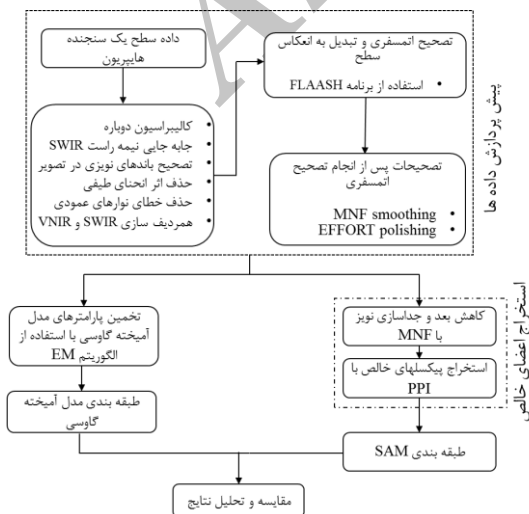 داده سطح یک سنجنده
هایپریون
کالیبراسیون دوباره
جابه جایی نیمه راست SWIR
تصحیح باندهای نویزی در تصویر
حذف اثر انحنای طیفی
حذف خطای نوارهای عمودی
همردیف سازی SWIR و VNIR
تصحیح اتمسفری و تبدیل به انعکاس
سطح
استفاده از برنامه FLAASH
تصحیحات پس از انجام تصحیح
اتمسفری
MNF smoothing
EFFORT polishing
پیش پردازش داده ها
تخمین پارامترهای مدل
آمیخته گاوسی با استفاده از
الگوریتم EM
طبقه بندی مدل آمیخته
گاوسی
کاهش بعد و جداسازی نویز
با MNF
استخراج پیکسلهای خالص با
PPI
استخراج اعضای خالص
طبقه بندی SAM
مقایسه و تحلیل نتایج